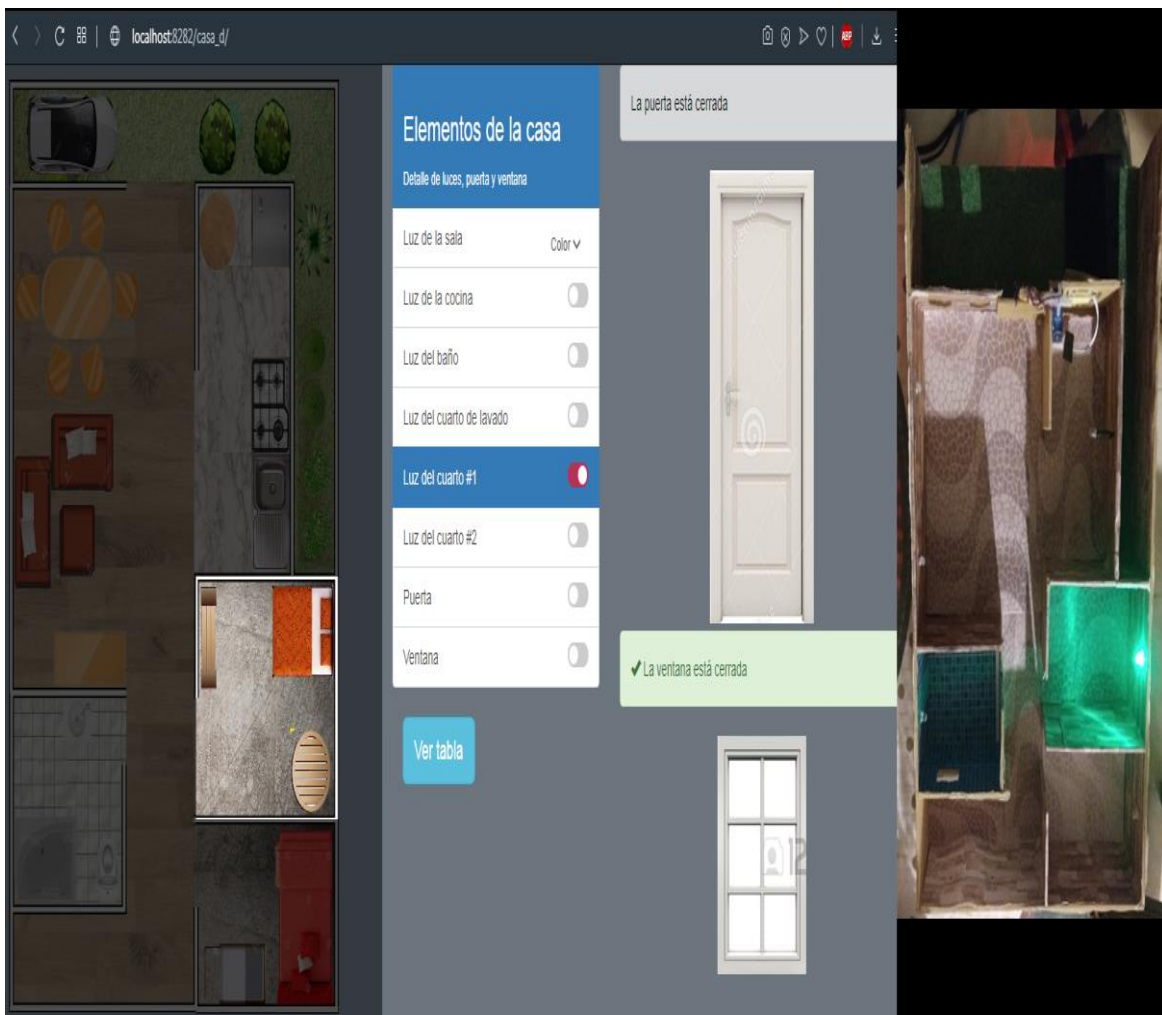 localhost:8282/casa_d/
ABP
Elementos de la casa
Detalle de luces, puerta y ventana
Luz de la sala
Color
Luz de la cocina
Luz del baño
Luz del cuarto de lavado
Luz del cuarto #1
Luz del cuarto #2
Puerta
Ventana
Ver tabla
La puerta está cerrada
La ventana está cerrada
12